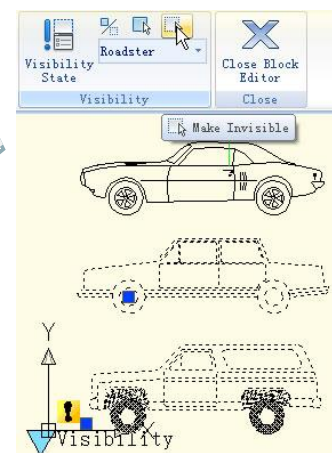 Roadster
Visibility
State
Close Block
Editor
Visibility
Close
Make Invisible
Y
X
Visibility